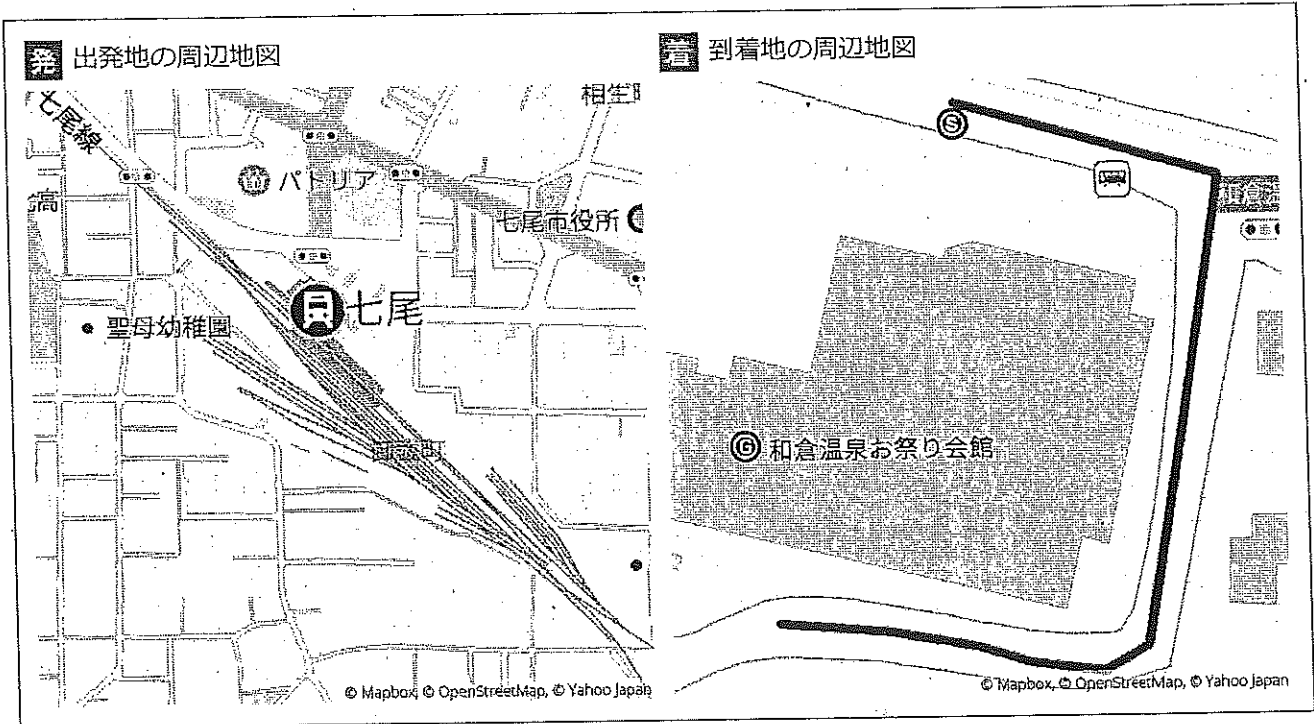 発 出発地の周辺地図
七尾線
相生町
パトリア
七尾市役所
七尾
聖母幼稚園
© Mapbox, © OpenStreetMap, © Yahoo Japan
着 到着地の周辺地図
S
G 和倉温泉お祭り会館
© Mapbox, © OpenStreetMap, © Yahoo Japan